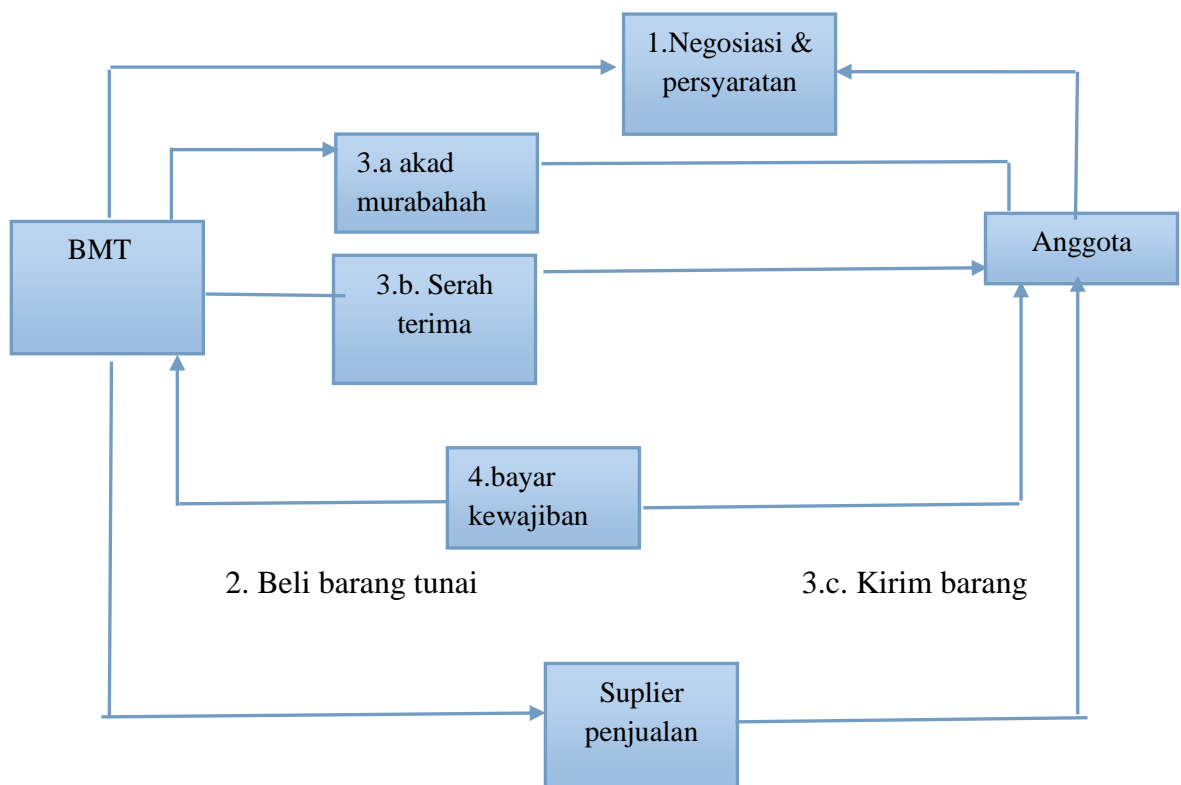 1.Negosiasi &
persyaratan
3.a akad
murabahah
BMT
Anggota
3.b. Serah
terima
4.bayar
kewajiban
2. Beli barang tunai
3.c. Kirim barang
Suplier
penjualan